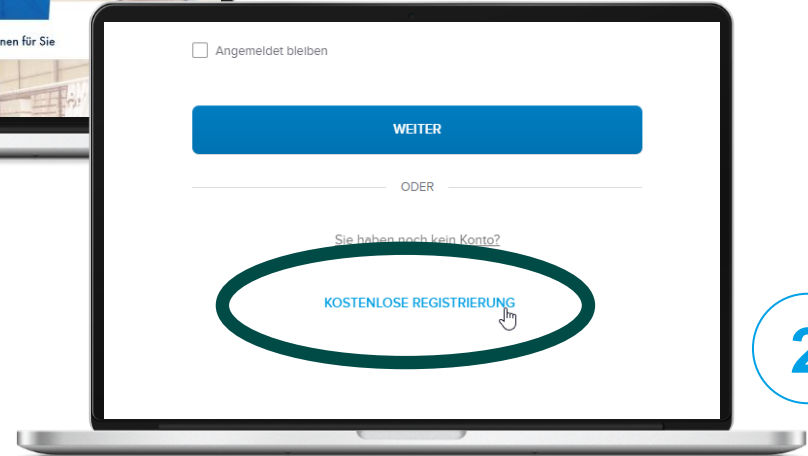 nen für Sie
Angemeldet bleiben
WEITER
ODER
Sie haben noch kein Konto?
KOSTENLOSE REGISTRIERUNG
2